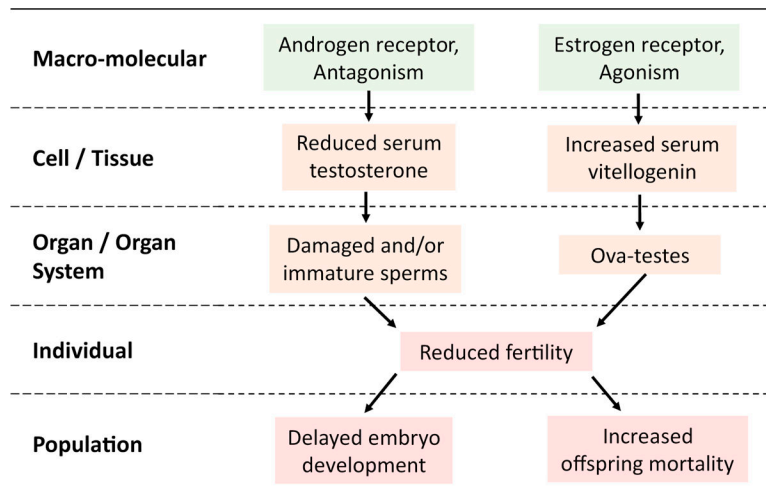 Macro-molecular
Androgen receptor,
Antagonism
Estrogen receptor,
Agonism
Cell / Tissue
Reduced serum
testosterone
Increased serum
vitellogenin
Organ / Organ
System
Damaged and/or
immature sperms
Ova-testes
Individual
Reduced fertility
Population
Delayed embryo
development
Increased
offspring mortality